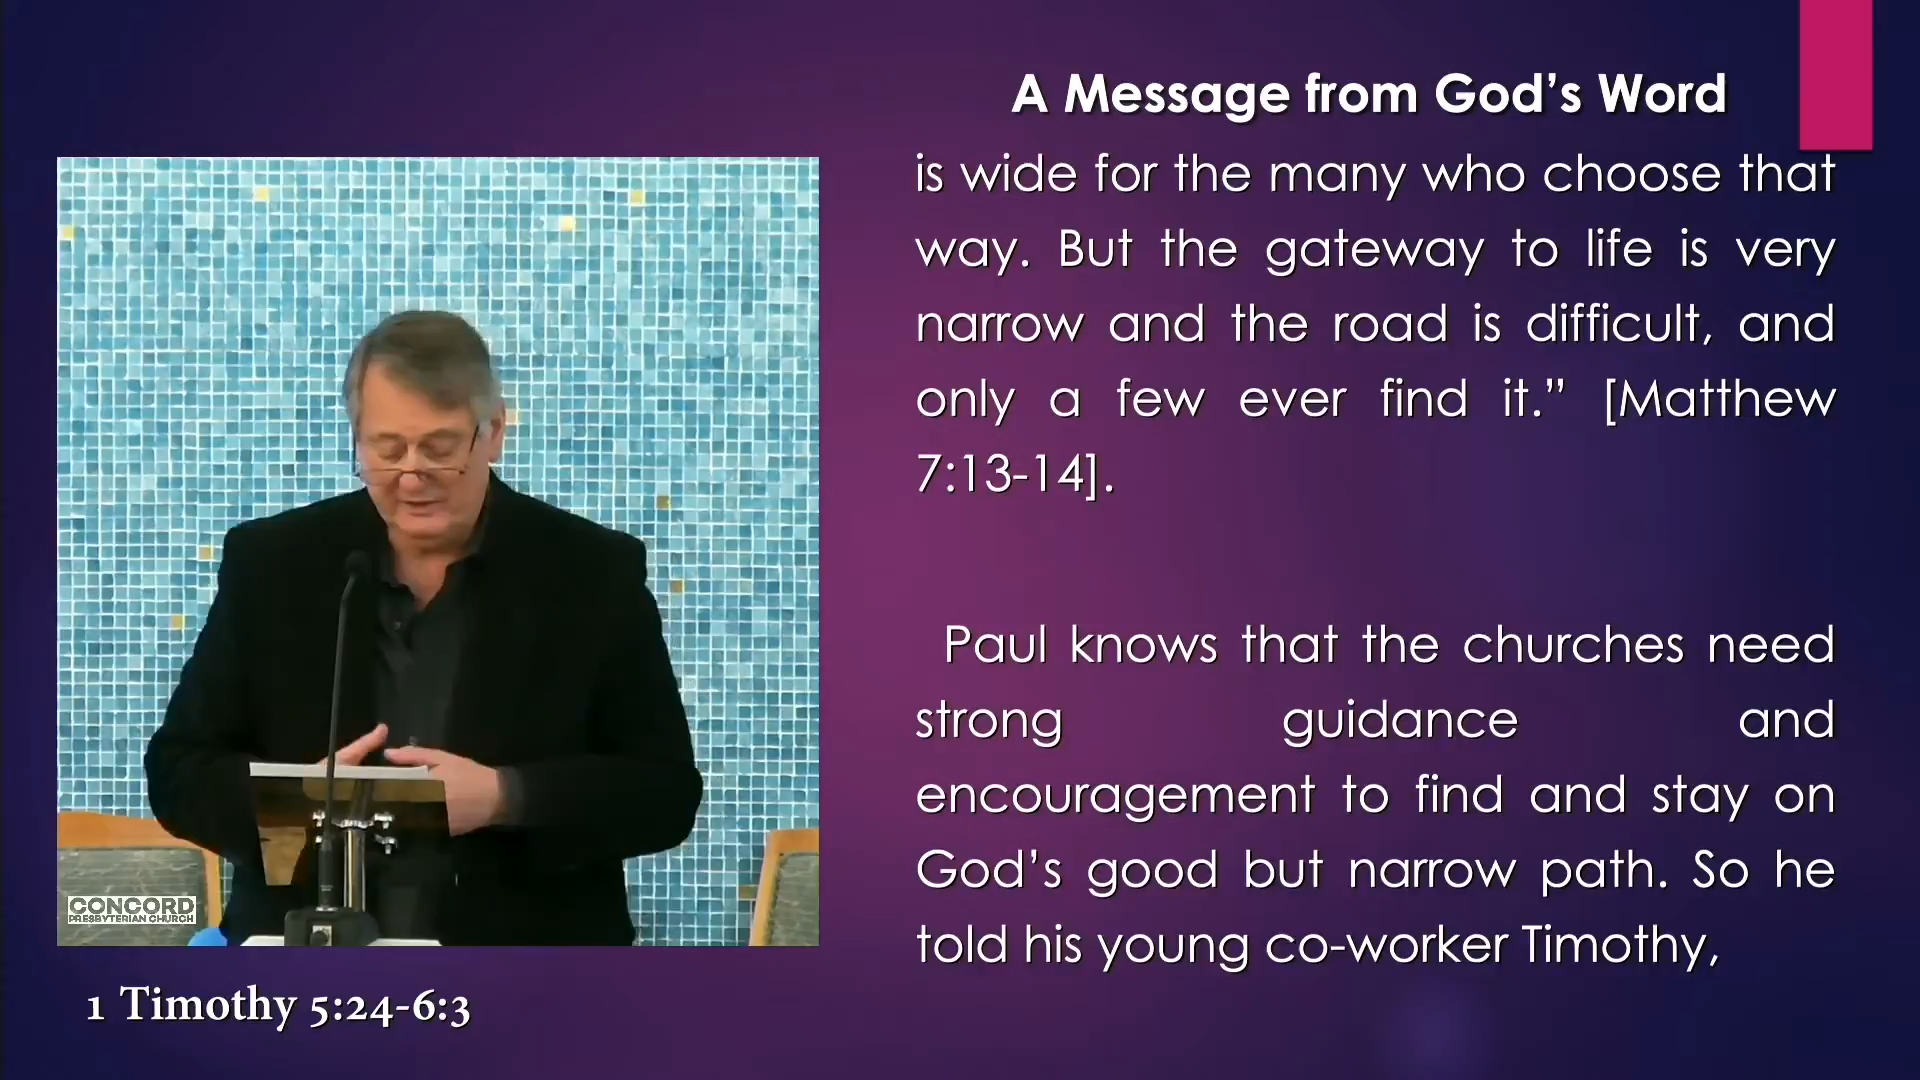 A Message from God’s Word
is wide for the many who choose that
way. But the gateway to life is very
narrow and the road is difficult, and
only a few ever find it.” [Matthew
7:13-14].
Paul knows that the churches need
strong guidance and
encouragement to find and stay on
God’s good but narrow path. So he
told his young co-worker Timothy,
CONCORD
PRESBYTERIAN CHURCH
1 Timothy 5:24-6:3